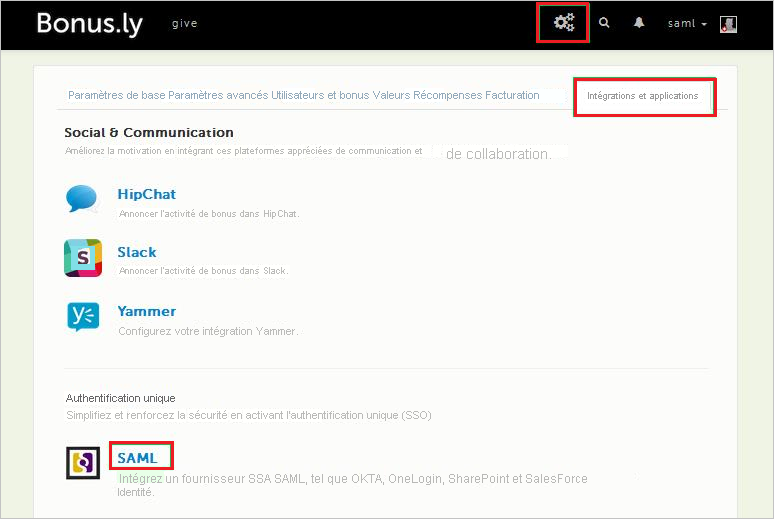 Bonus.ly give saml
Paramètres de base Paramètres avancés Utilisateurs et bonus Valeurs Récompenses Facturation Intégrations et applications
Social & Communication
Améliorez la motivation en intégrant ces plateformes appréciées de communication et de collaboration.
HipChat
Annoncer l'activité de bonus dans HipChat.
S Slack
Annoncer l'activité de bonus dans Slack.
Yammer
Configurez votre intégration Yammer.
Authentification unique
Simplifiez et renforcez la sécurité en activant l'authentification unique (SSO)
SAML
Intégrez un fournisseur SSA SAML, tel que OKTA, OneLogin, SharePoint et SalesForce
Identité.